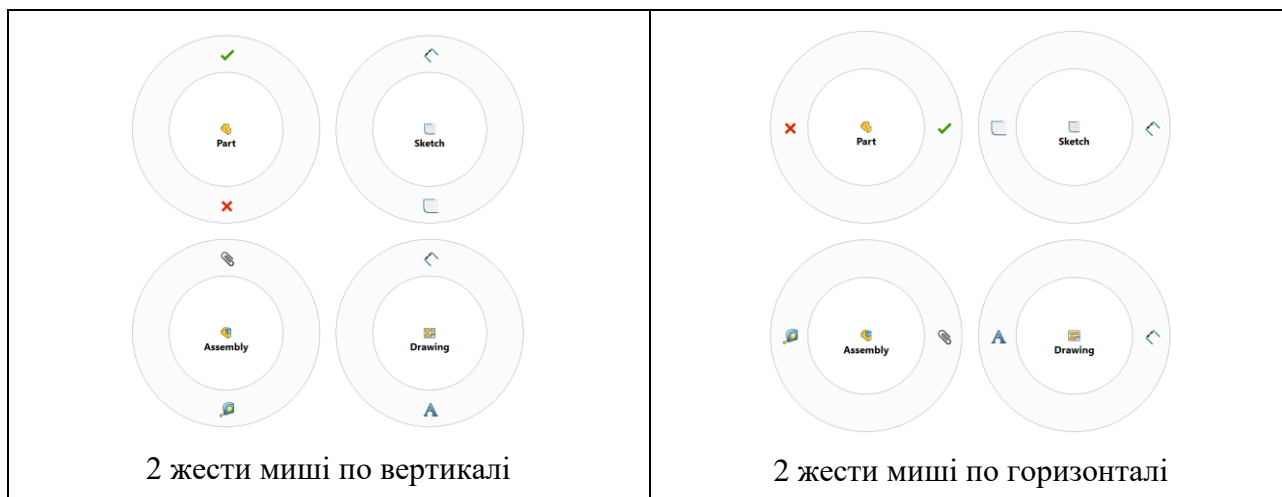 Part
Sketch
Assembly
Drawing
2 жести миші по вертикалі
Part
Sketch
Assembly
Drawing
2 жести миші по горизонталі